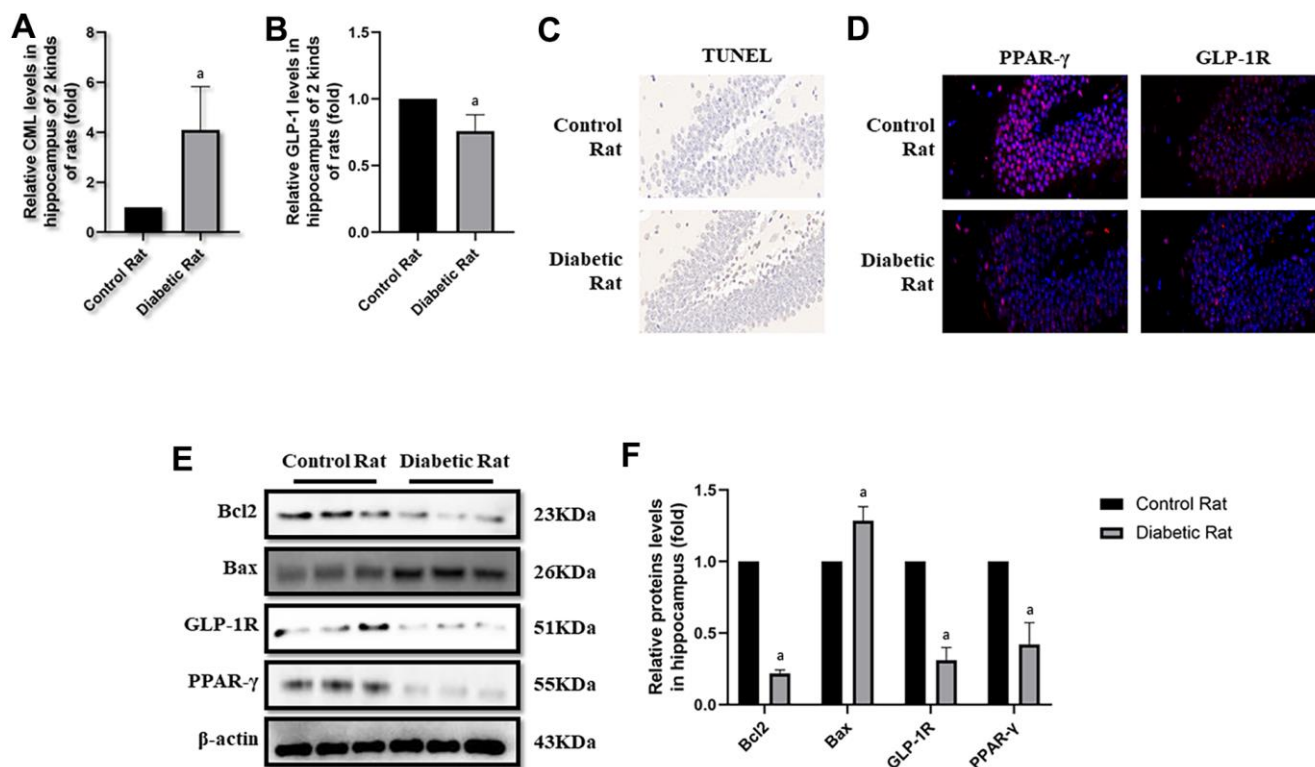 A
Relative CML levels in
hippocampus of 2 kinds
of rats (fold)
8
6
4
2
0
a
Control Rat
Diabetic Rat
B
Relative GLP-1 levels in
hippocampus of 2 kinds
of rats (fold)
1.5
1.0
0.5
0.0
a
Control Rat
Diabetic Rat
C
TUNEL
Control
Rat
Diabetic
Rat
D
PPAR-γ
GLP-1R
Control
Rat
Diabetic
Rat
E
Control Rat
Diabetic Rat
Bcl2
23KDa
Bax
26KDa
GLP-1R
51KDa
PPAR-γ
55KDa
β-actin
43KDa
F
Relative proteins levels
in hippocampus (fold)
1.5
1.0
0.5
0.0
a
a
a
a
Bcl2
Bax
GLP-1R
PPAR-γ
Control Rat
Diabetic Rat